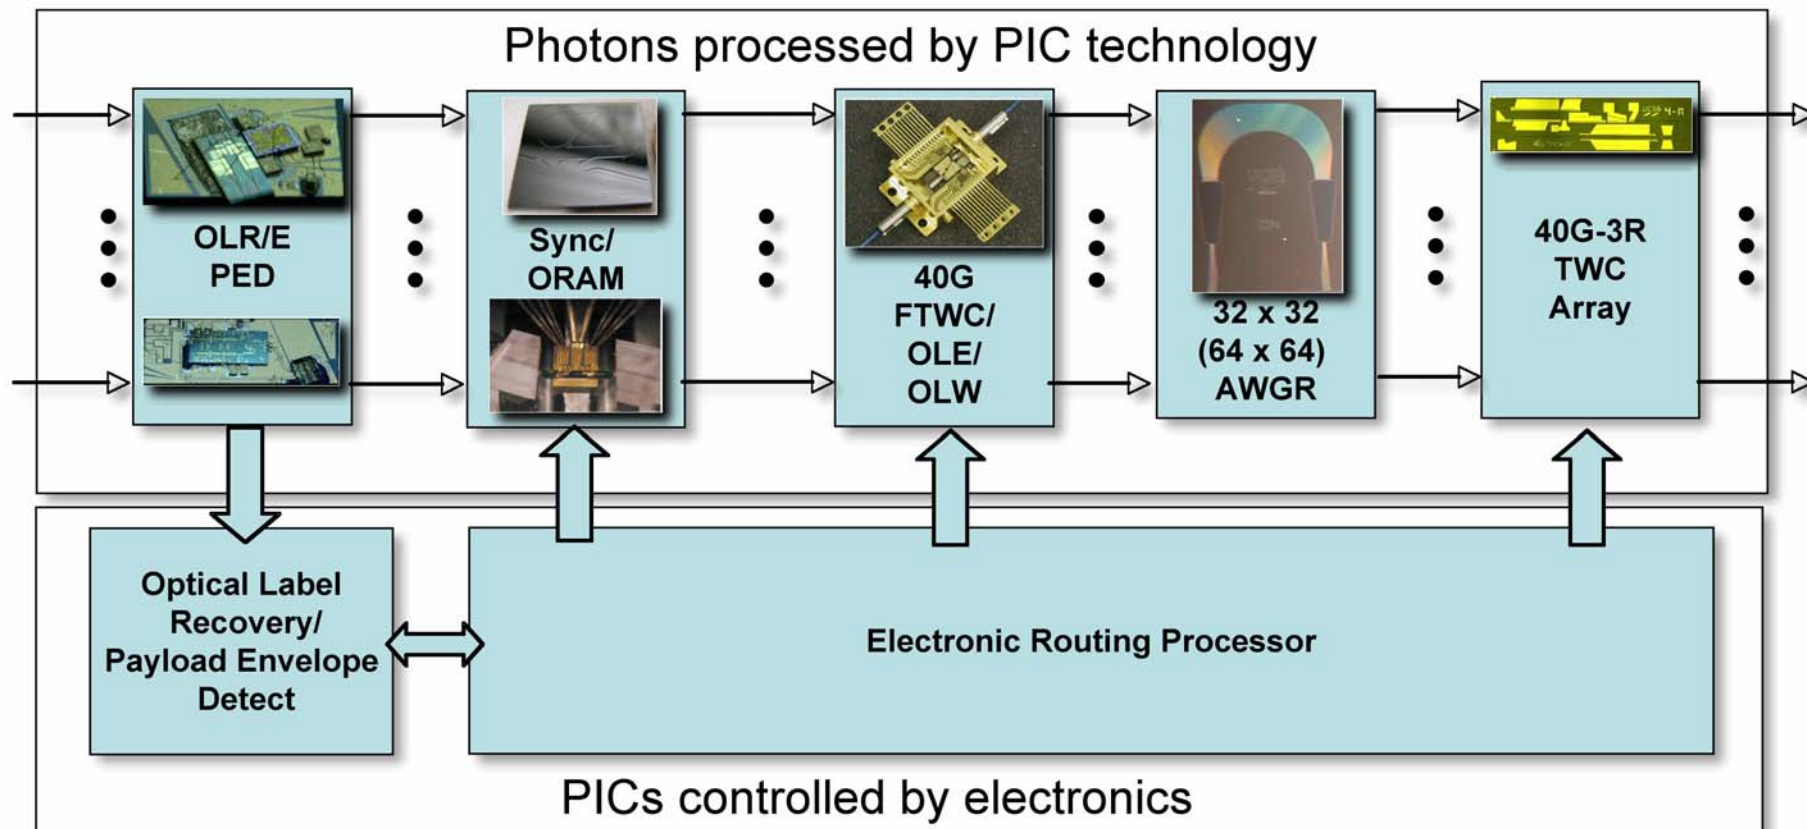 Photons processed by PIC technology
OLR/E
PED
Sync/
ORAM
40G
FTWC/
OLE/
OLW
32 x 32
(64 x 64)
AWGR
40G-3R
TWC
Array
Optical Label
Recovery/
Payload Envelope
Detect
Electronic Routing Processor
PICs controlled by electronics